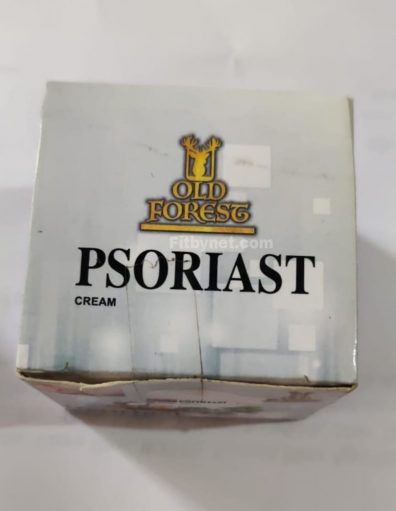 OLD
FOREST
Fitbynet.com
PSORIAST
CREAM